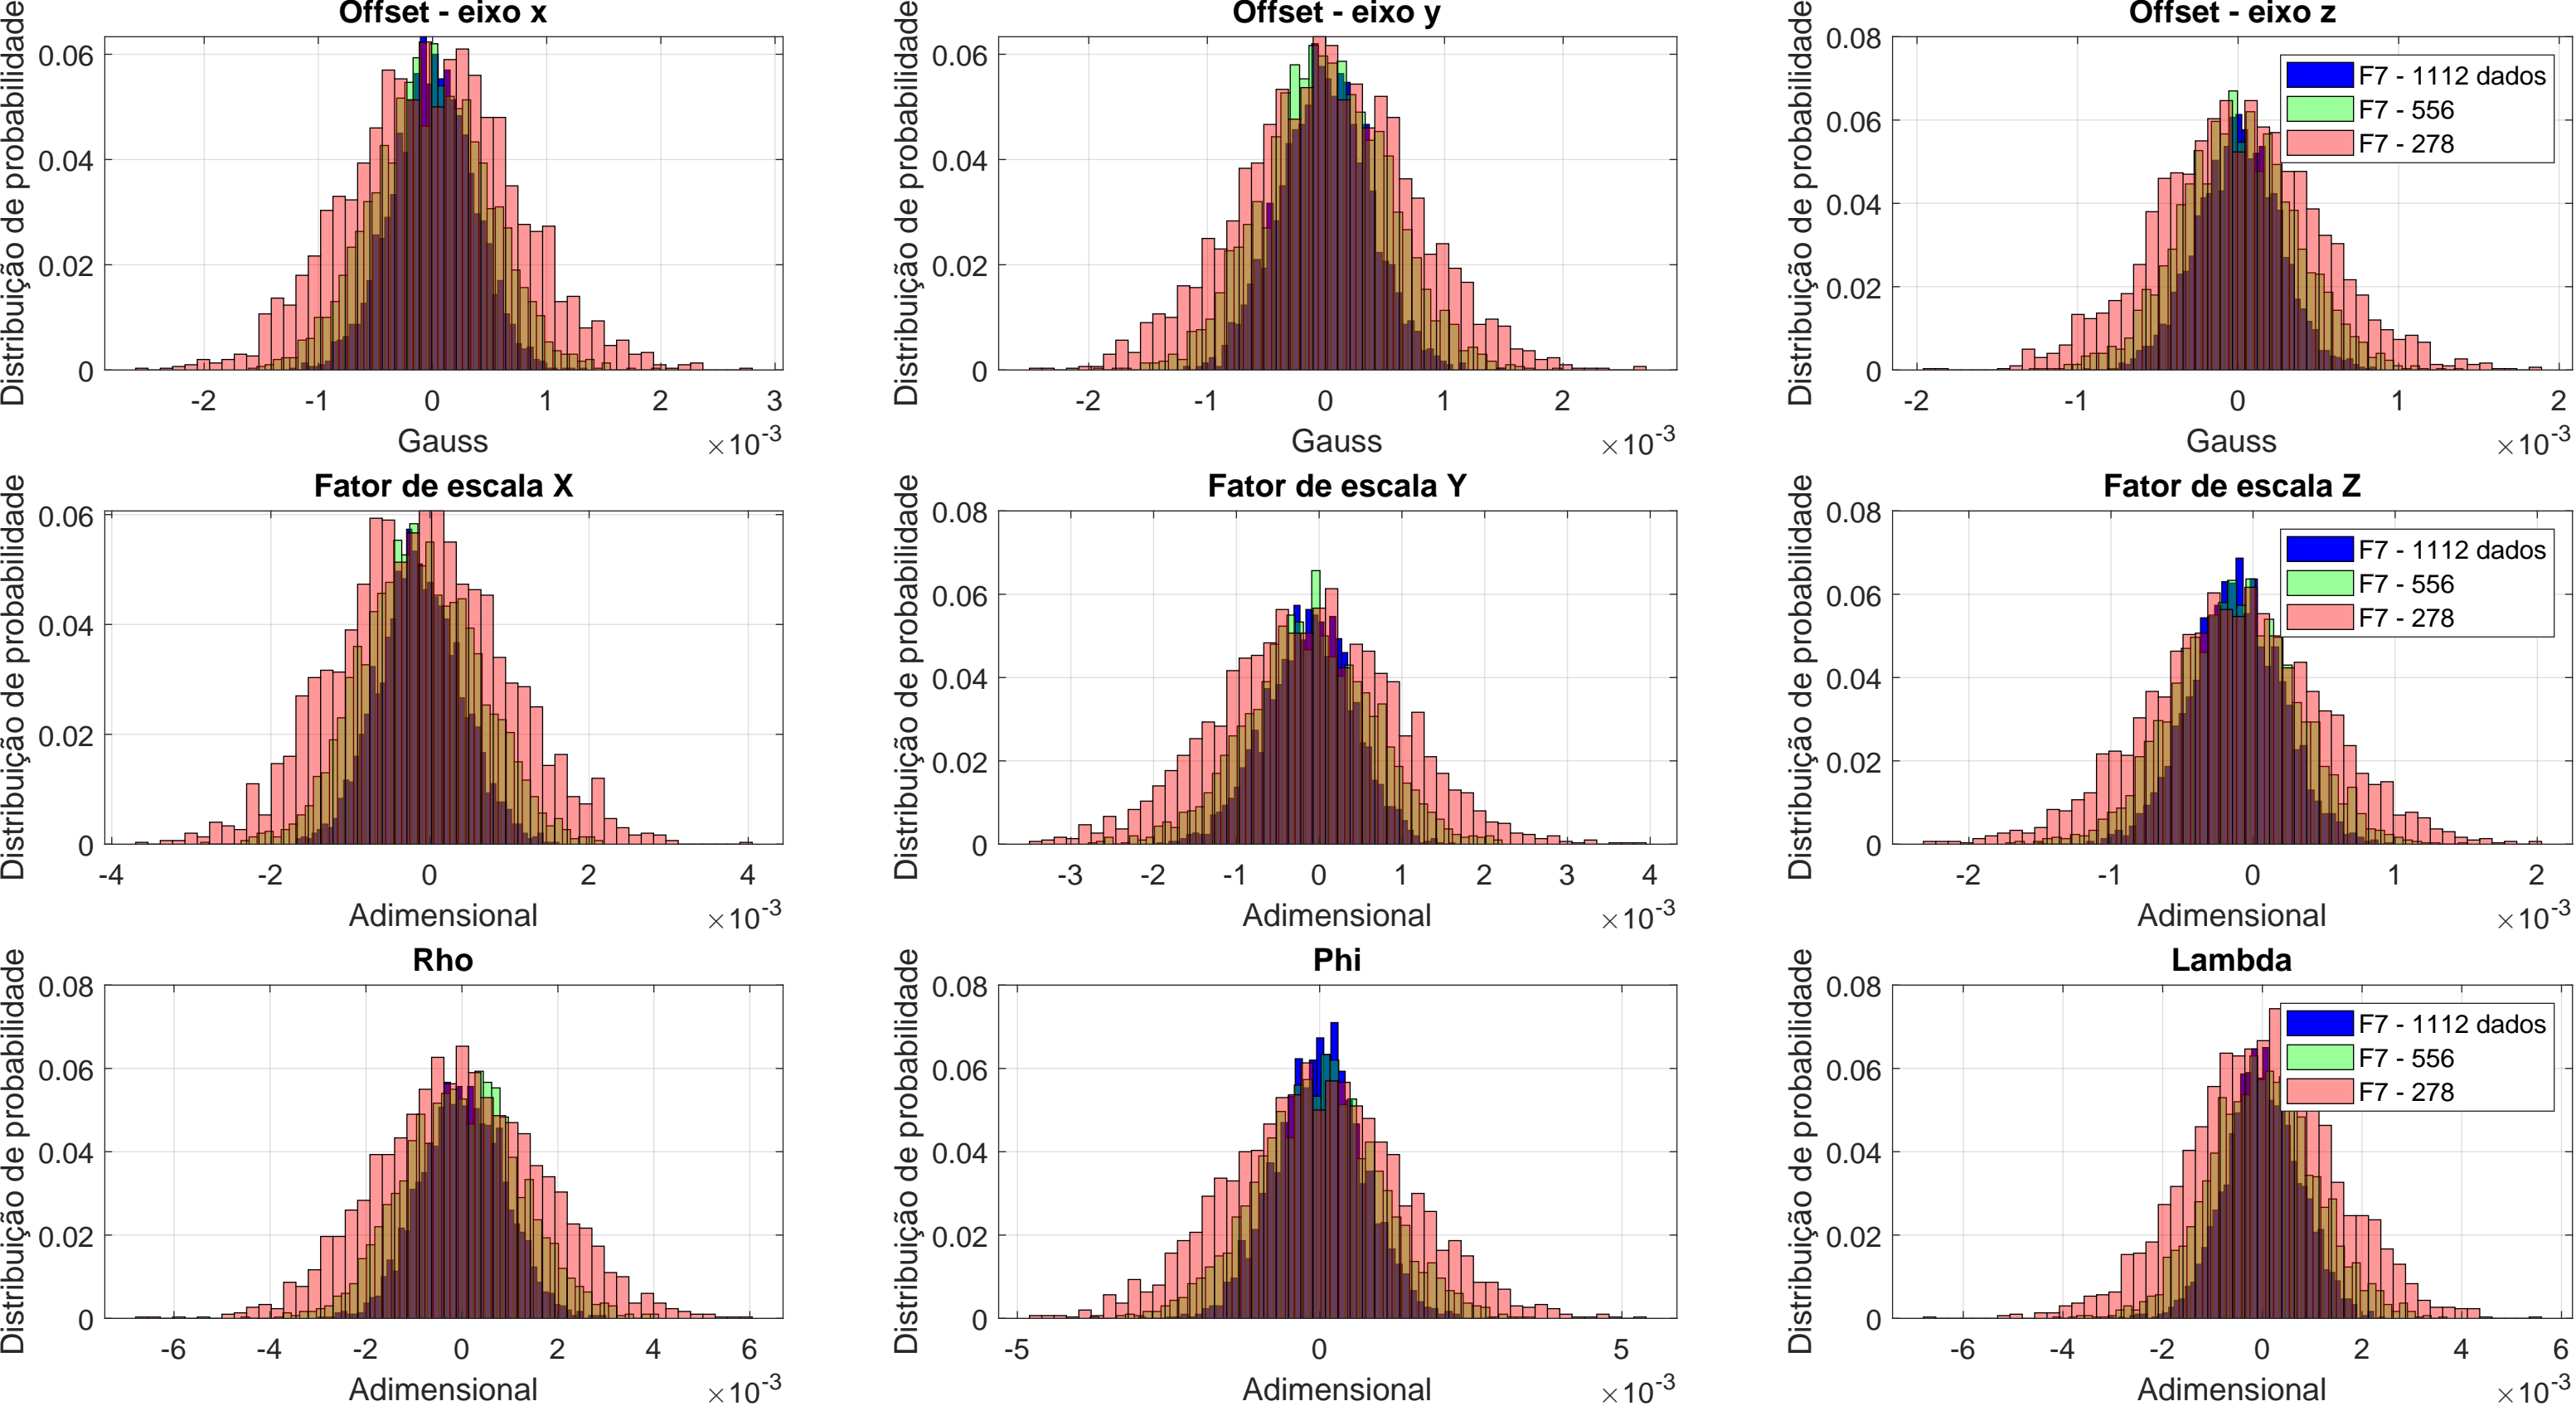 Offset - eixo x
Distribuição de probabilidade
0.06
0.04
0.02
0
-2 -1 0 1 2 3
Gauss
×10-3
Offset - eixo y
Distribuição de probabilidade
0.06
0.04
0.02
0
-2 -1 0 1 2
Gauss
×10-3
Offset - eixo z
Distribuição de probabilidade
0.08
0.06
0.04
0.02
0
-2 -1 0 1 2
Gauss
×10-3
F7 - 1112 dados
F7 - 556
F7 - 278
Fator de escala X
Distribuição de probabilidade
0.06
0.04
0.02
0
-4 -2 0 2 4
Adimensional
×10-3
Fator de escala Y
Distribuição de probabilidade
0.08
0.06
0.04
0.02
0
-3 -2 -1 0 1 2 3 4
Adimensional
×10-3
Fator de escala Z
Distribuição de probabilidade
0.08
0.06
0.04
0.02
0
-2 -1 0 1 2
Adimensional
×10-3
F7 - 1112 dados
F7 - 556
F7 - 278
Rho
Distribuição de probabilidade
0.08
0.06
0.04
0.02
0
-6 -4 -2 0 2 4 6
Adimensional
×10-3
Phi
Distribuição de probabilidade
0.08
0.06
0.04
0.02
0
-5 0 5
Adimensional
×10-3
Lambda
Distribuição de probabilidade
0.08
0.06
0.04
0.02
0
-6 -4 -2 0 2 4 6
Adimensional
×10-3
F7 - 1112 dados
F7 - 556
F7 - 278